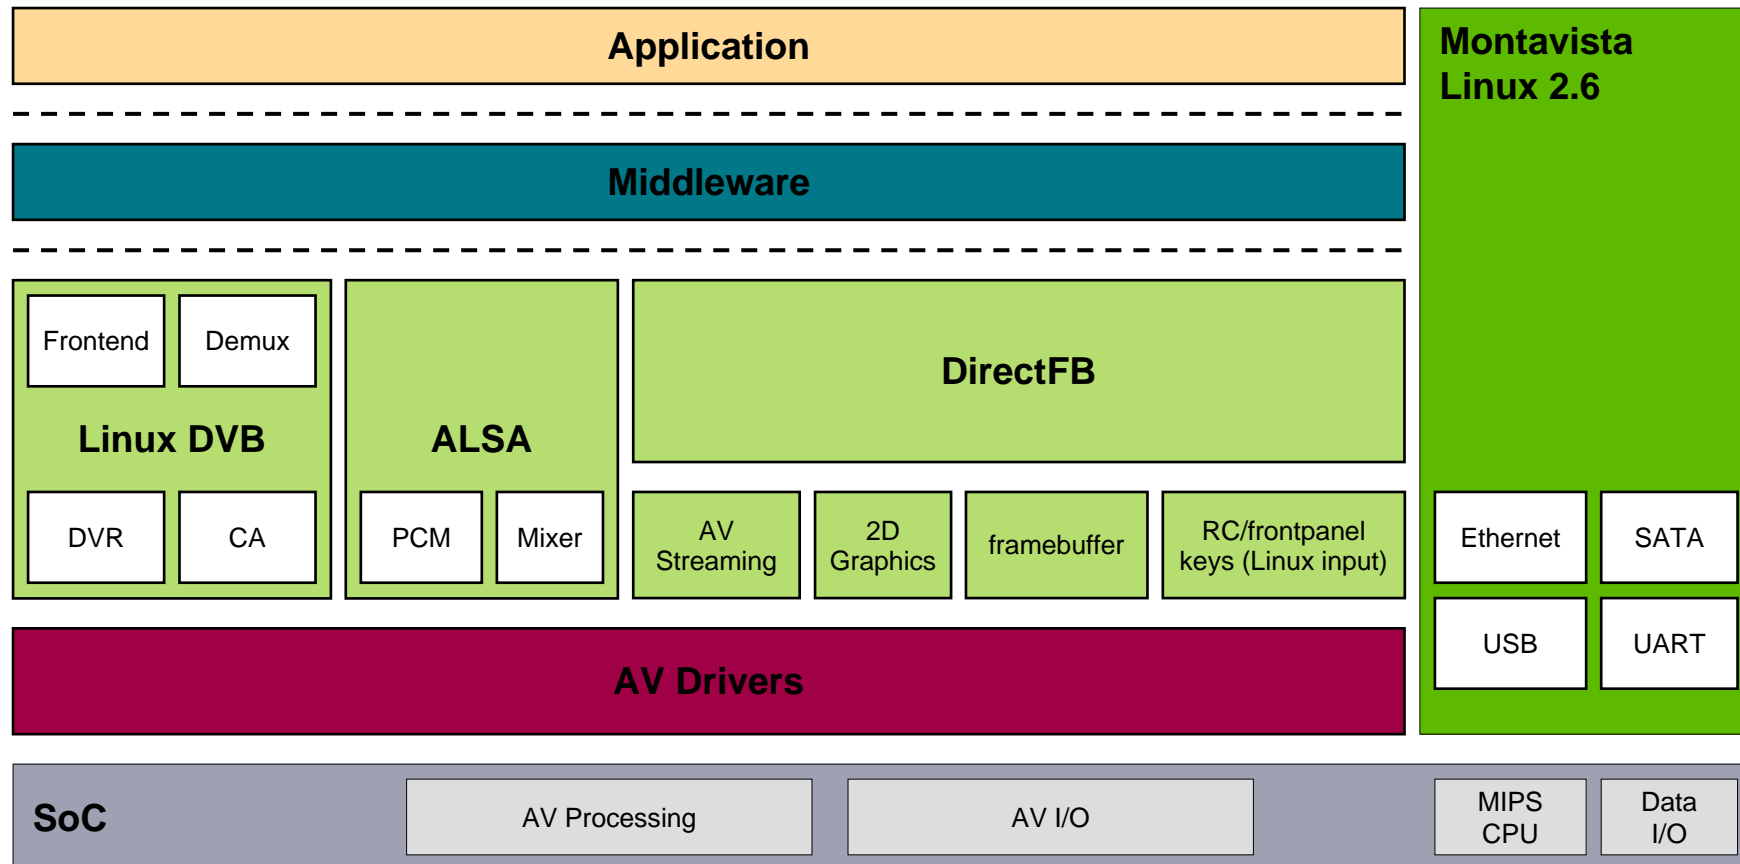 Application
Montavista
Linux 2.6
Middleware
Frontend
Demux
Linux DVB
DVR
CA
ALSA
PCM
Mixer
DirectFB
AV
Streaming
2D
Graphics
framebuffer
RC/frontpanel
keys (Linux input)
Ethernet
SATA
USB
UART
AV Drivers
SoC
AV Processing
AV I/O
MIPS
CPU
Data
I/O